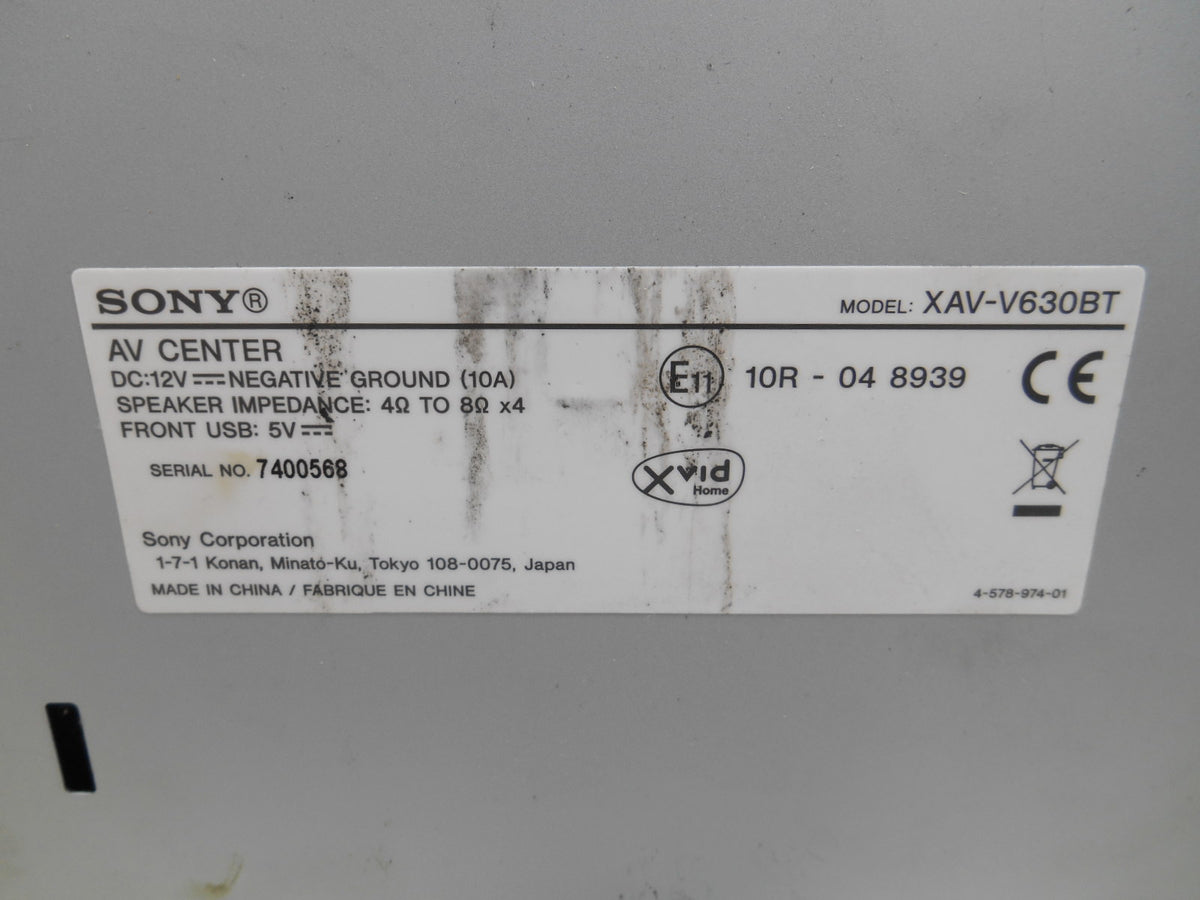 SONY®
MODEL: XAV-V630BT
AV CENTER
DC:12V ⎓ NEGATIVE GROUND (10A)
SPEAKER IMPEDANCE: 4Ω TO 8Ω x4
FRONT USB: 5V ⎓
E11 10R - 04 8939
CE
SERIAL NO. 7400568
Xvid
Home
Sony Corporation
1-7-1 Konan, Minato-Ku, Tokyo 108-0075, Japan
MADE IN CHINA / FABRIQUE EN CHINE
4-578-974-01